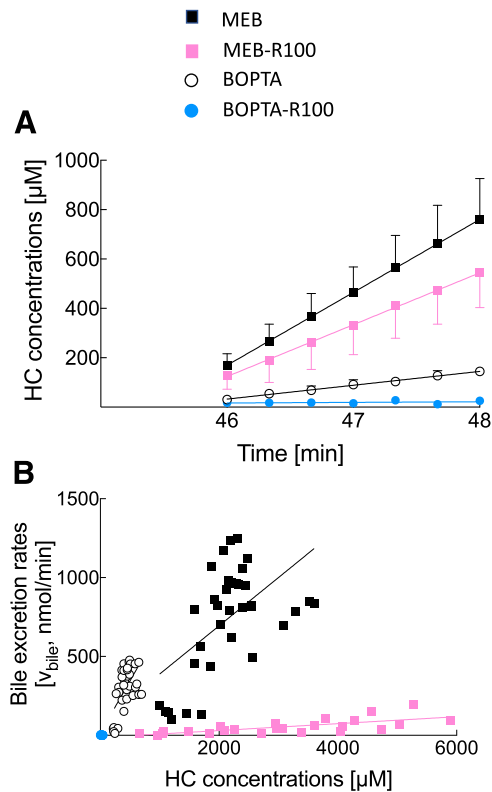 MEB
MEB-R100
BOPTA
BOPTA-R100
A
HC concentrations [µM]
1000
800
600
400
200
46
47
48
Time [min]
B
Bile excretion rates
[vbile, nmol/min]
1500
1000
500
2000
4000
6000
HC concentrations [µM]